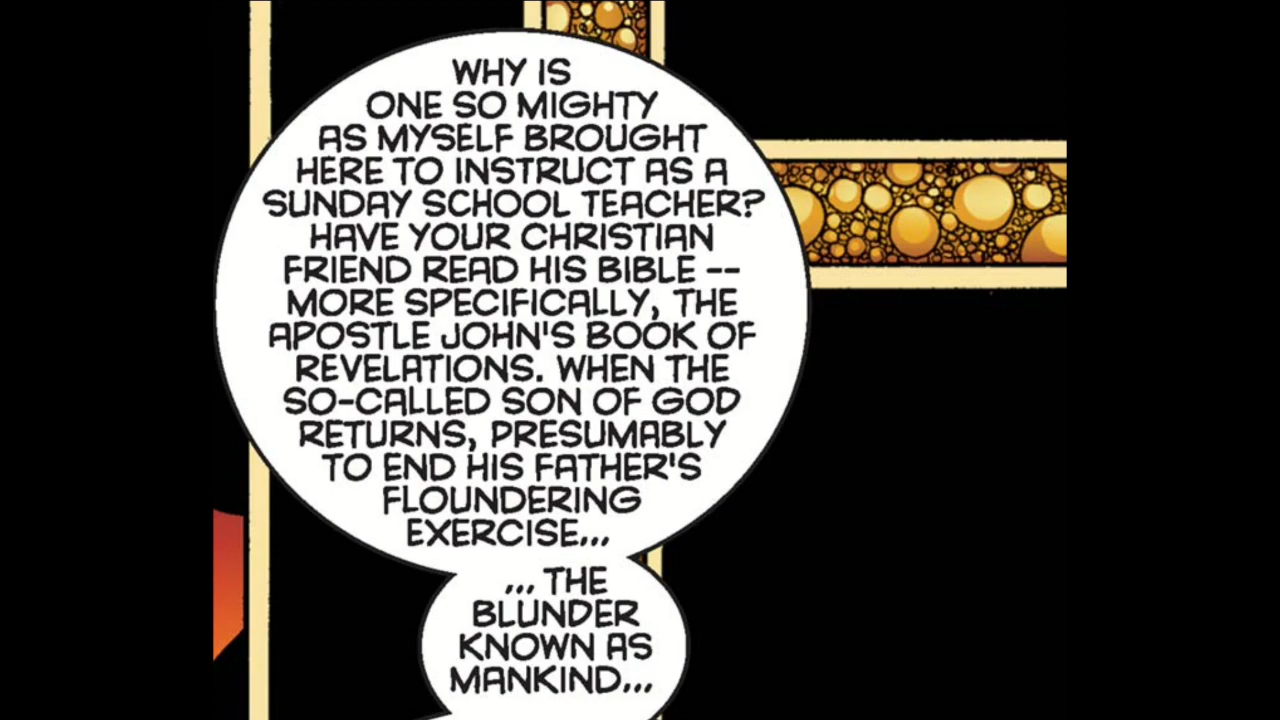 WHY IS
ONE SO MIGHTY
AS MYSELF BROUGHT
HERE TO INSTRUCT AS A
SUNDAY SCHOOL TEACHER?
HAVE YOUR CHRISTIAN
FRIEND READ HIS BIBLE --
MORE SPECIFICALLY, THE
APOSTLE JOHN'S BOOK OF
REVELATIONS. WHEN THE
SO-CALLED SON OF GOD
RETURNS, PRESUMABLY
TO END HIS FATHER'S
FLOUNDERING
EXERCISE...
... THE
BLUNDER
KNOWN AS
MANKIND...